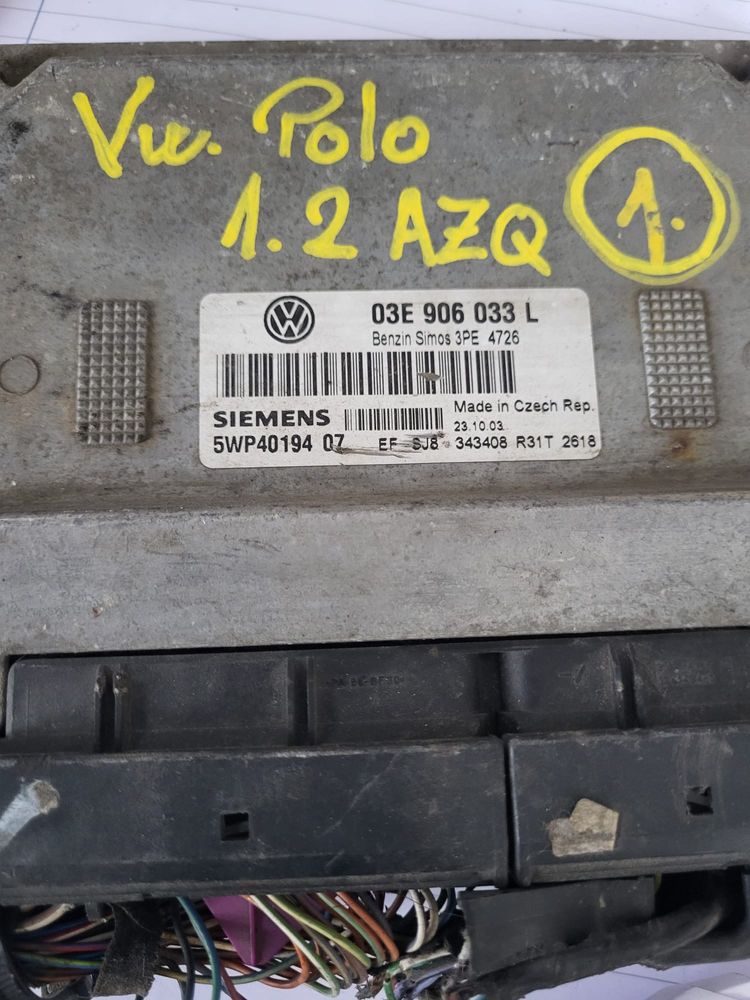 Vw. Polo
1.2 AZQ 1.
03E 906 033 L
Benzin Simos 3PE 4726
SIEMENS
Made in Czech Rep.
23.10.03
5WP40194 07 EF SJ8 343408 R31T 2618